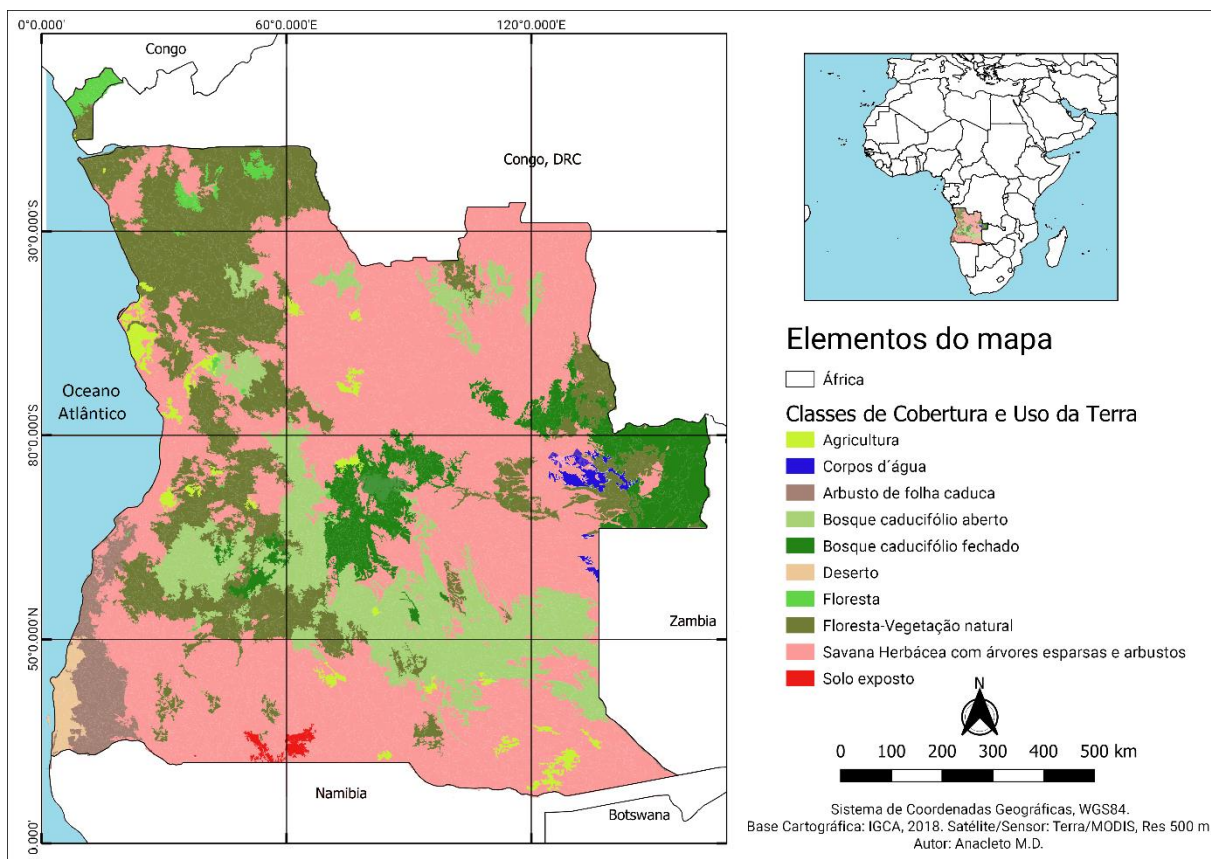 0°0.000'
60°0.000'E
120°0.000'E
Congo
Congo, DRC
30°0.000'S
Oceano
Atlântico
80°0.000'S
Zambia
50°0.000'N
Namibia
Botswana
0.000'
Elementos do mapa
África
Classes de Cobertura e Uso da Terra
Agricultura
Corpos d´água
Arbusto de folha caduca
Bosque caducifólio aberto
Bosque caducifólio fechado
Deserto
Floresta
Floresta-Vegetação natural
Savana Herbácea com árvores esparsas e arbustos
Solo exposto
N
0 100 200 300 400 500 km
Sistema de Coordenadas Geográficas, WGS84.
Base Cartográfica: IGCA, 2018. Satélite/Sensor: Terra/MODIS, Res 500 m
Autor: Anacleto M.D.